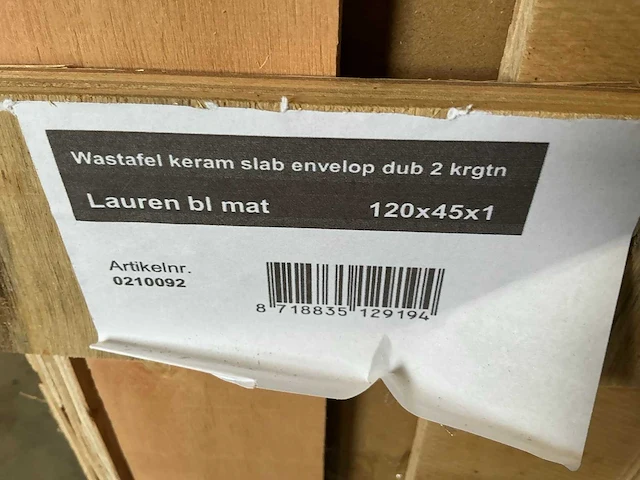 Wastafel keram slab envelop dub 2 krgtn
Lauren bl mat 120x45x1
Artikelnr.
0210092
8 718835 129194